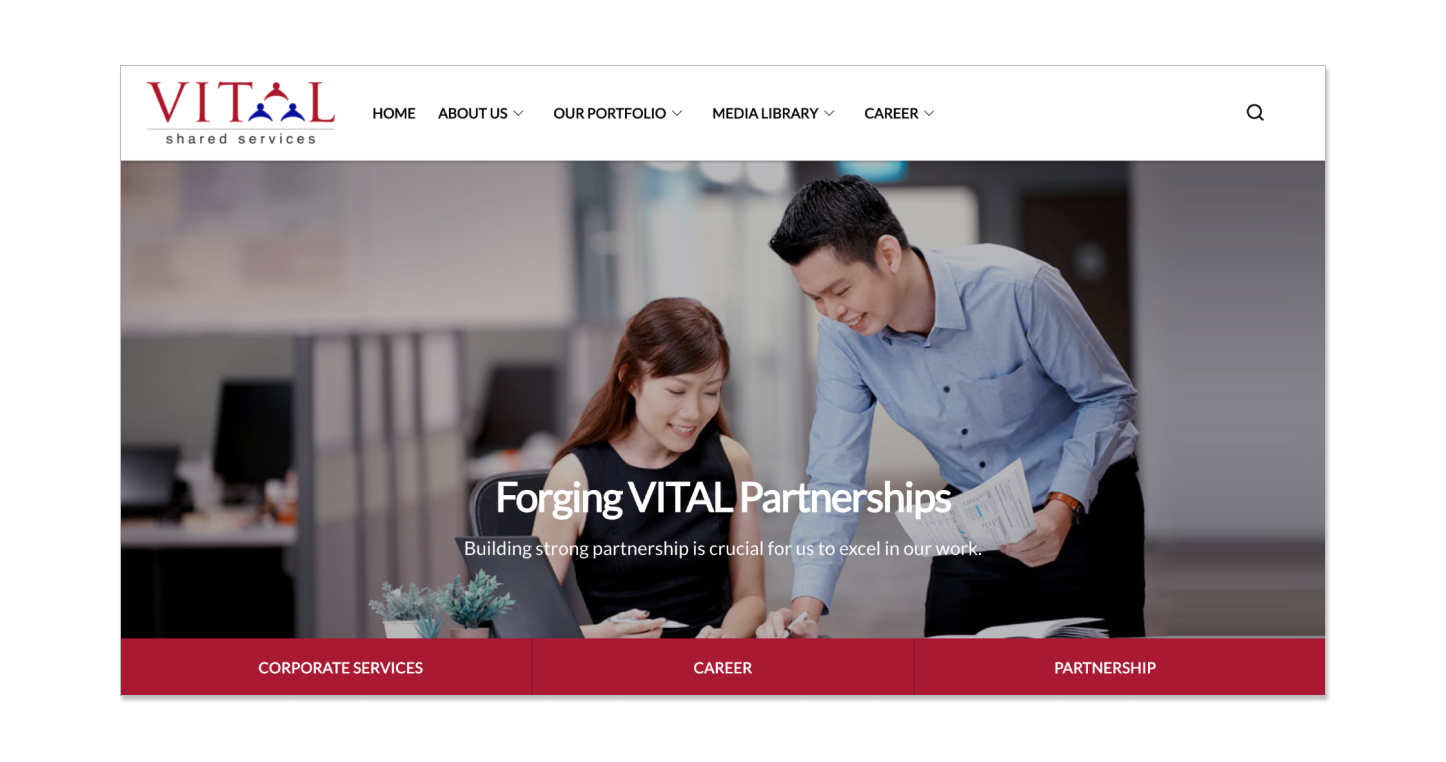 VITAL
shared services
HOME ABOUT US OUR PORTFOLIO MEDIA LIBRARY CAREER
Forging VITAL Partnerships
Building strong partnership is crucial for us to excel in our work.
CORPORATE SERVICES CAREER PARTNERSHIP